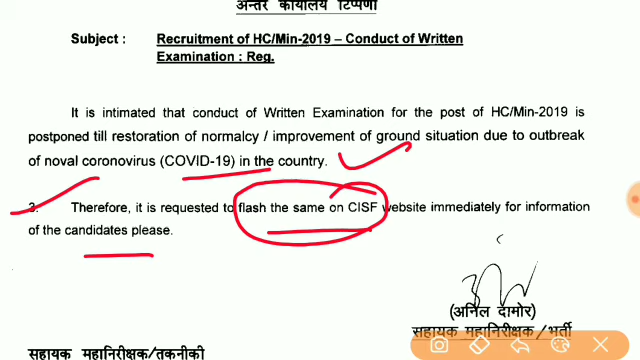 अन्तर कार्यालय टिप्पणी
Subject : Recruitment of HC/Min-2019 – Conduct of Written
Examination : Reg.
It is intimated that conduct of Written Examination for the post of HC/Min-2019 is
postponed till restoration of normalcy / improvement of ground situation due to outbreak
of noval coronovirus (COVID-19) in the country.
3. Therefore, it is requested to flash the same on CISF website immediately for information
of the candidates please.
(अनिल दामोर)
सहायक महानिरीक्षक/भर्ती
सहायक महानिरीक्षक/तकनीकी